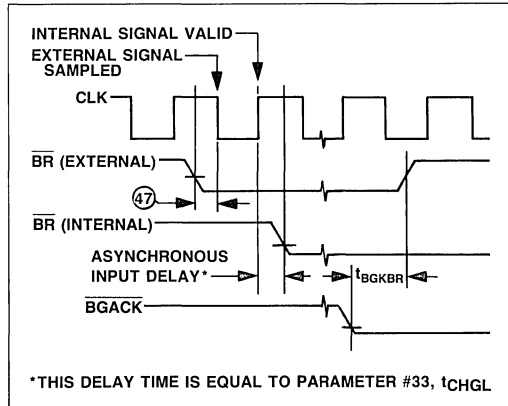 INTERNAL SIGNAL VALID
EXTERNAL SIGNAL
SAMPLED
CLK
BR (EXTERNAL)
47
BR (INTERNAL)
ASYNCHRONOUS
INPUT DELAY*
tBGKBR
BGACK
*THIS DELAY TIME IS EQUAL TO PARAMETER #33, tCHGL